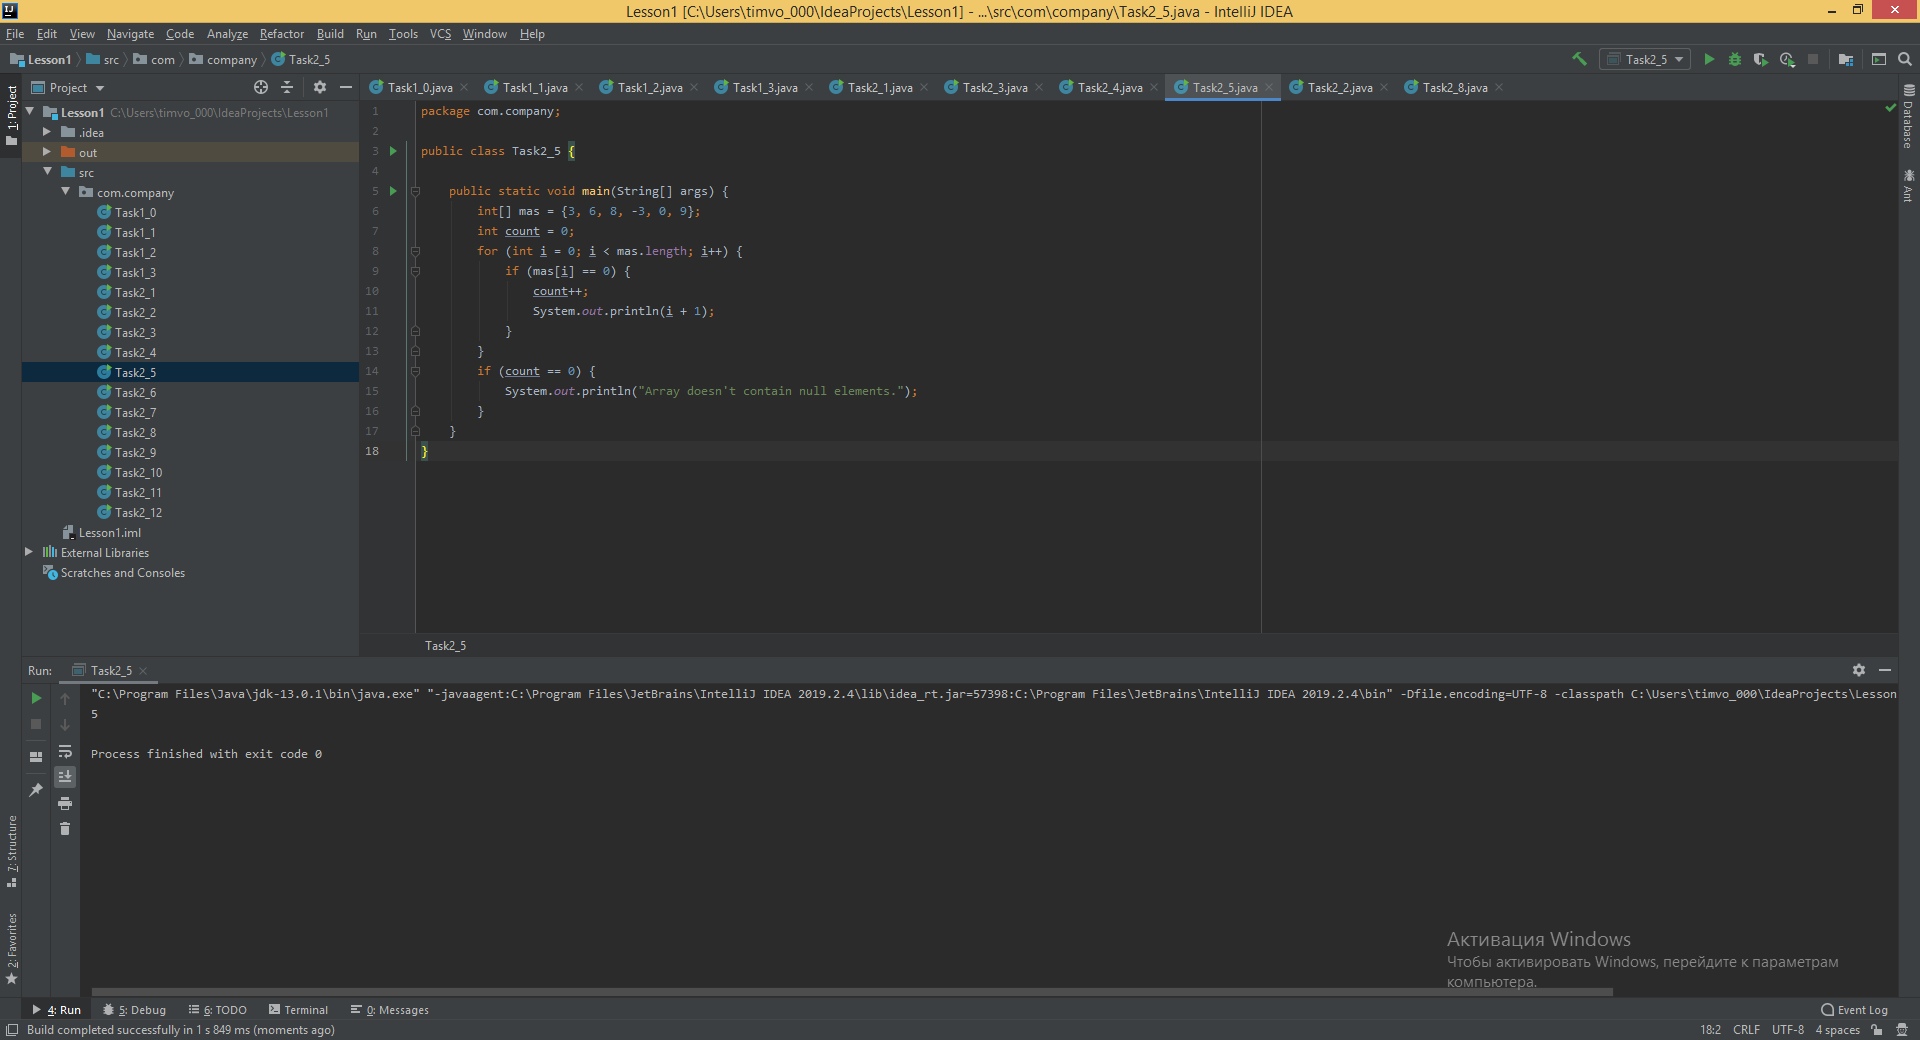 Lesson1 [C:\Users\timvo_000\IdeaProjects\Lesson1] - ...\src\com\company\Task2_5.java - IntelliJ IDEA
File Edit View Navigate Code Analyze Refactor Build Run Tools VCS Window Help
Lesson1 src com company Task2_5
Task2_5
1: Project
Project
Task1_0.java Task1_1.java Task1_2.java Task1_3.java Task2_1.java Task2_3.java Task2_4.java Task2_5.java Task2_2.java Task2_8.java
Lesson1 C:\Users\timvo_000\IdeaProjects\Lesson1
.idea
out
src
com.company
Task1_0
Task1_1
Task1_2
Task1_3
Task2_1
Task2_2
Task2_3
Task2_4
Task2_5
Task2_6
Task2_7
Task2_8
Task2_9
Task2_10
Task2_11
Task2_12
Lesson1.iml
External Libraries
Scratches and Consoles
1 package com.company;
2
3 public class Task2_5 {
4
5 public static void main(String[] args) {
6 int[] mas = {3, 6, 8, -3, 0, 9};
7 int count = 0;
8 for (int i = 0; i < mas.length; i++) {
9 if (mas[i] == 0) {
10 count++;
11 System.out.println(i + 1);
12 }
13 }
14 if (count == 0) {
15 System.out.println("Array doesn't contain null elements.");
16 }
17 }
18 }
Task2_5
Database
Ant
Run: Task2_5
"C:\Program Files\Java\jdk-13.0.1\bin\java.exe" "-javaagent:C:\Program Files\JetBrains\IntelliJ IDEA 2019.2.4\lib\idea_rt.jar=57398:C:\Program Files\JetBrains\IntelliJ IDEA 2019.2.4\bin" -Dfile.encoding=UTF-8 -classpath C:\Users\timvo_000\IdeaProjects\Lesson
5
Process finished with exit code 0
7: Structure
2: Favorites
Активация Windows
Чтобы активировать Windows, перейдите к параметрам
компьютера.
4: Run 5: Debug 6: TODO Terminal 0: Messages
Event Log
Build completed successfully in 1 s 849 ms (moments ago)
18:2 CRLF UTF-8 4 spaces